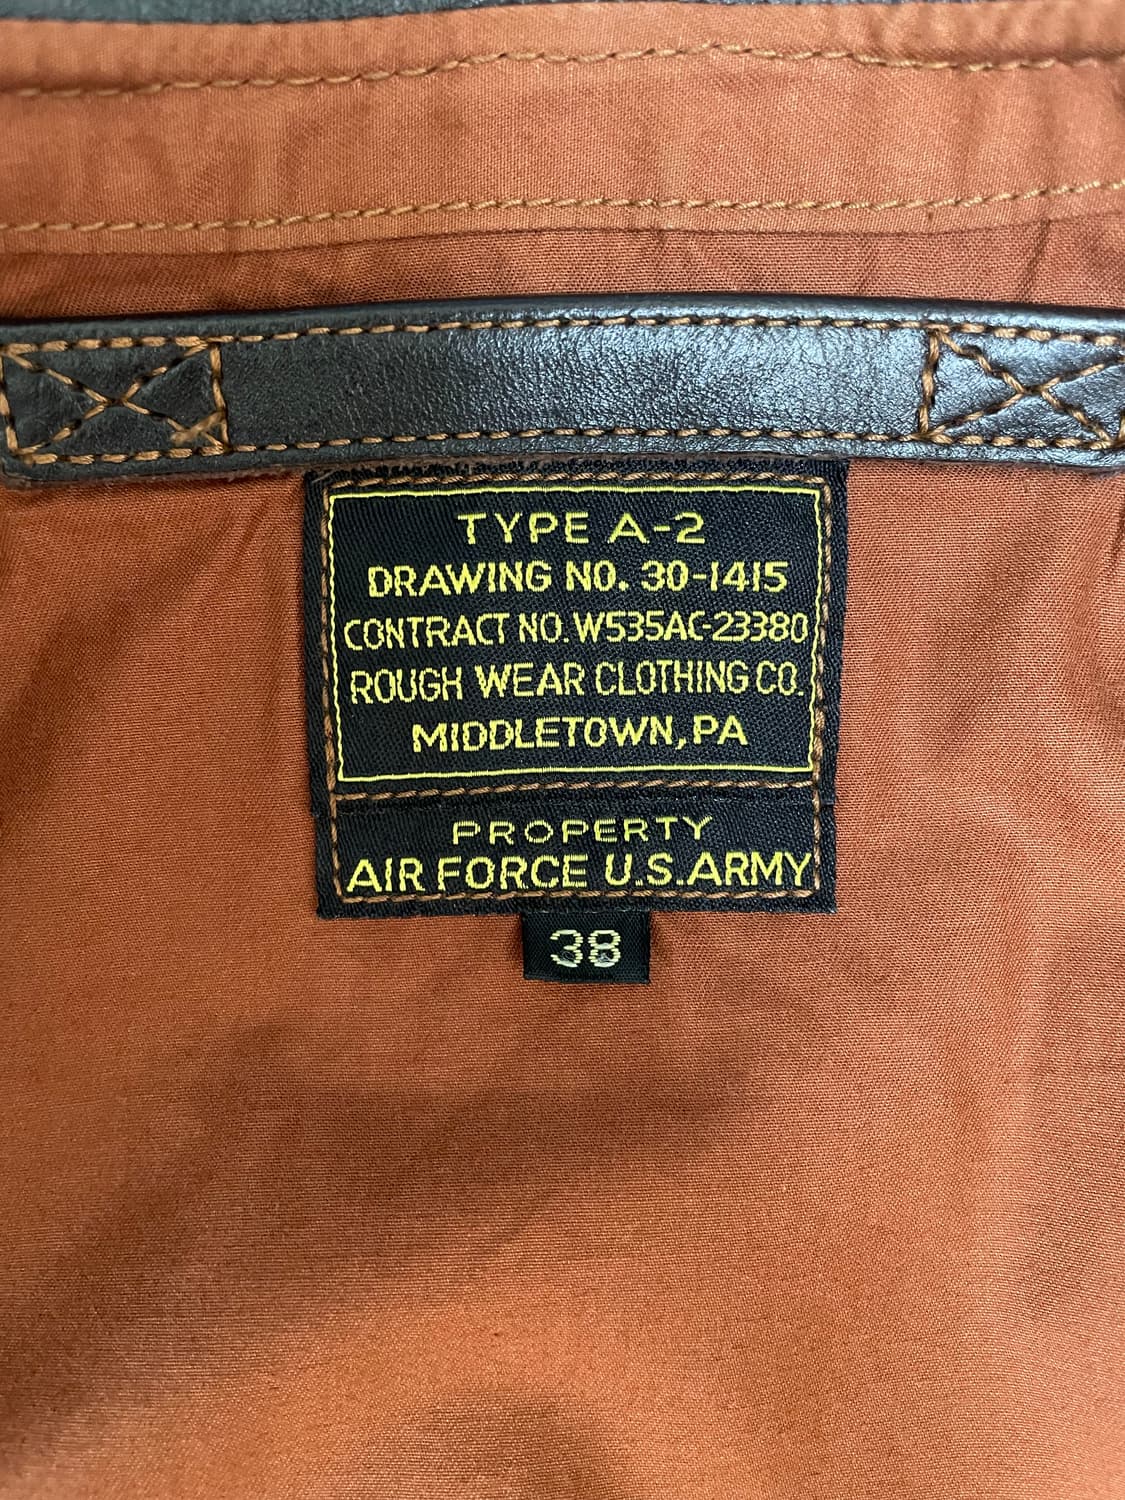 TYPE A-2
DRAWING NO. 30-1415
CONTRACT NO. W535AC-23380
ROUGH WEAR CLOTHING CO.
MIDDLETOWN, PA
PROPERTY
AIR FORCE U.S. ARMY
38